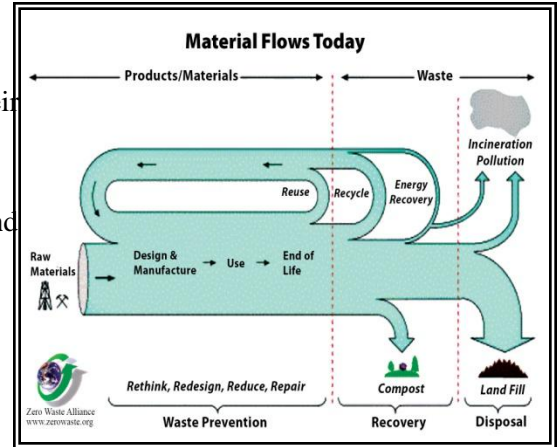 Material Flows Today
Products/Materials
Waste
Incineration
Pollution
Reuse
Recycle
Energy
Recovery
Raw
Materials
Design &
Manufacture
Use
End of
Life
Rethink, Redesign, Reduce, Repair
Compost
Land Fill
Zero Waste Alliance
www.zerowaste.org
Waste Prevention
Recovery
Disposal